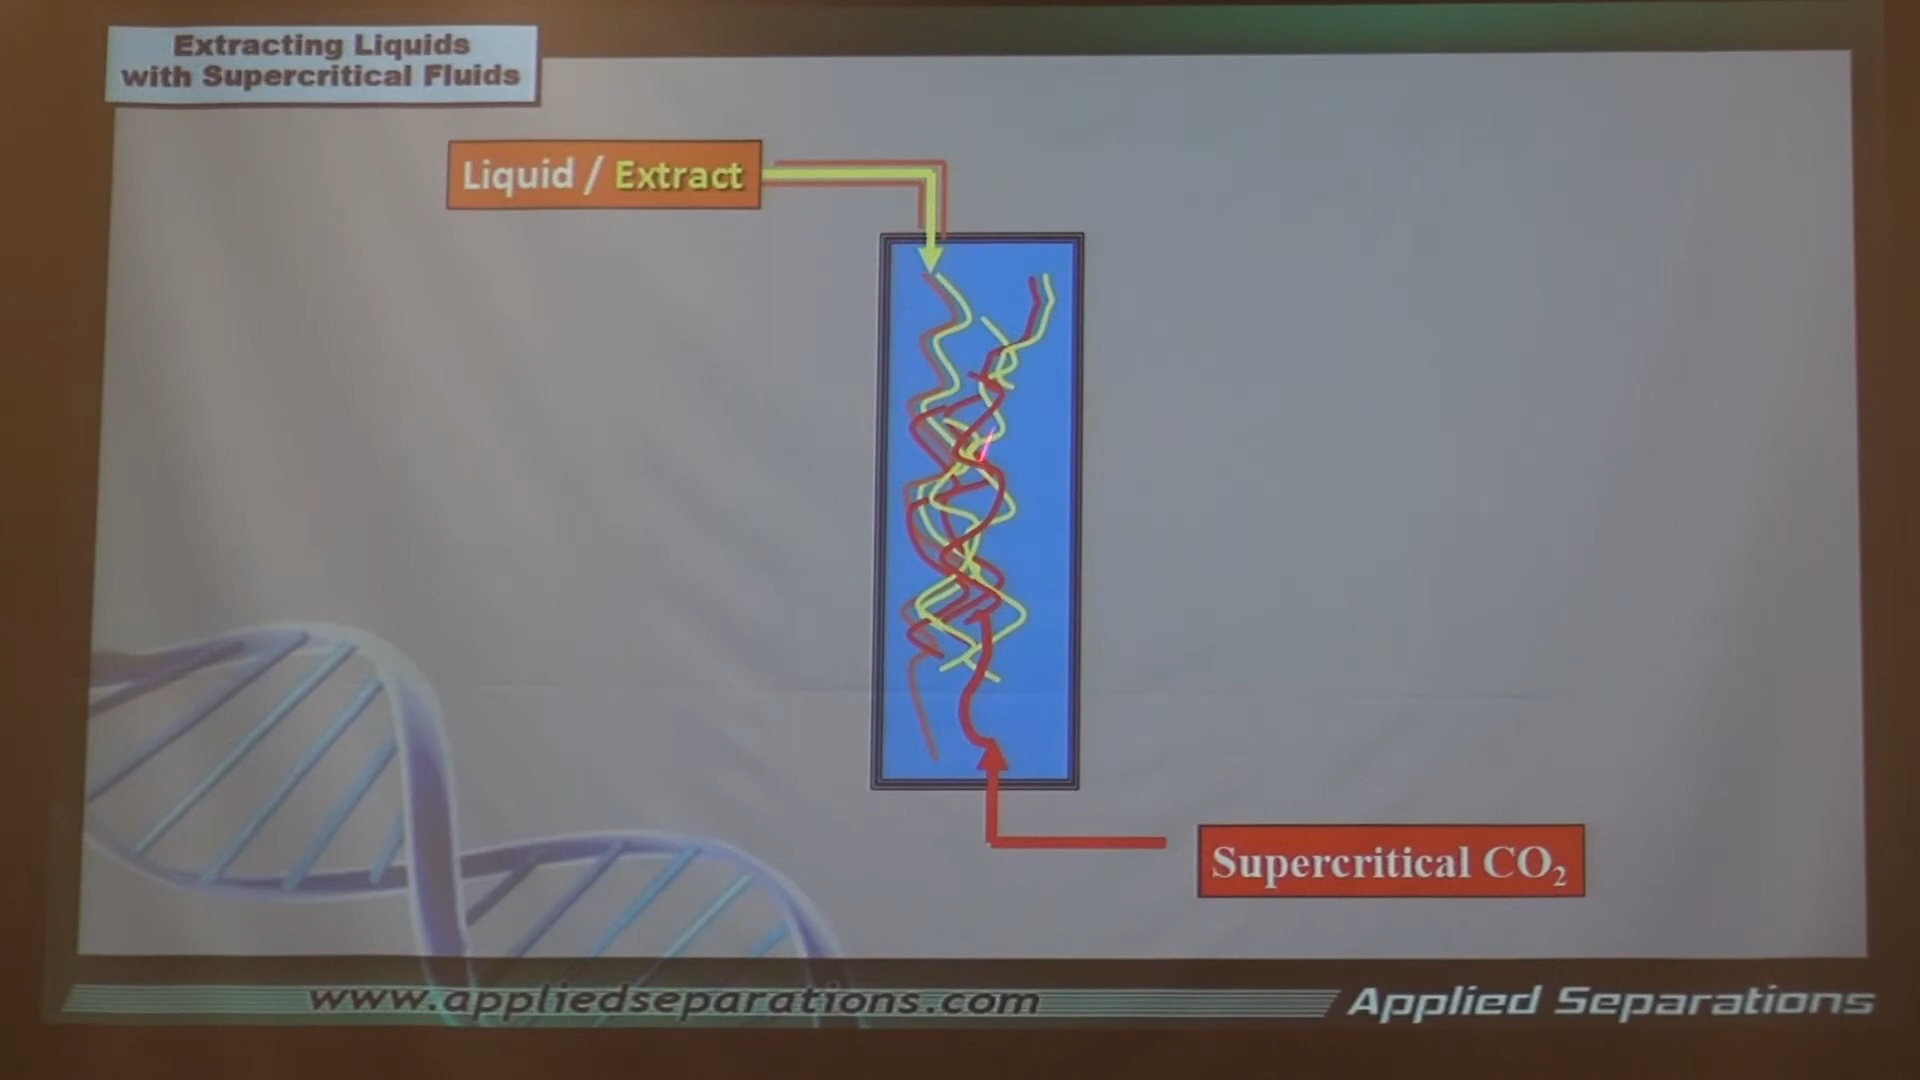 Extracting Liquids
with Supercritical Fluids
Liquid / Extract
Supercritical CO₂
www.appliedseparations.com
Applied Separations